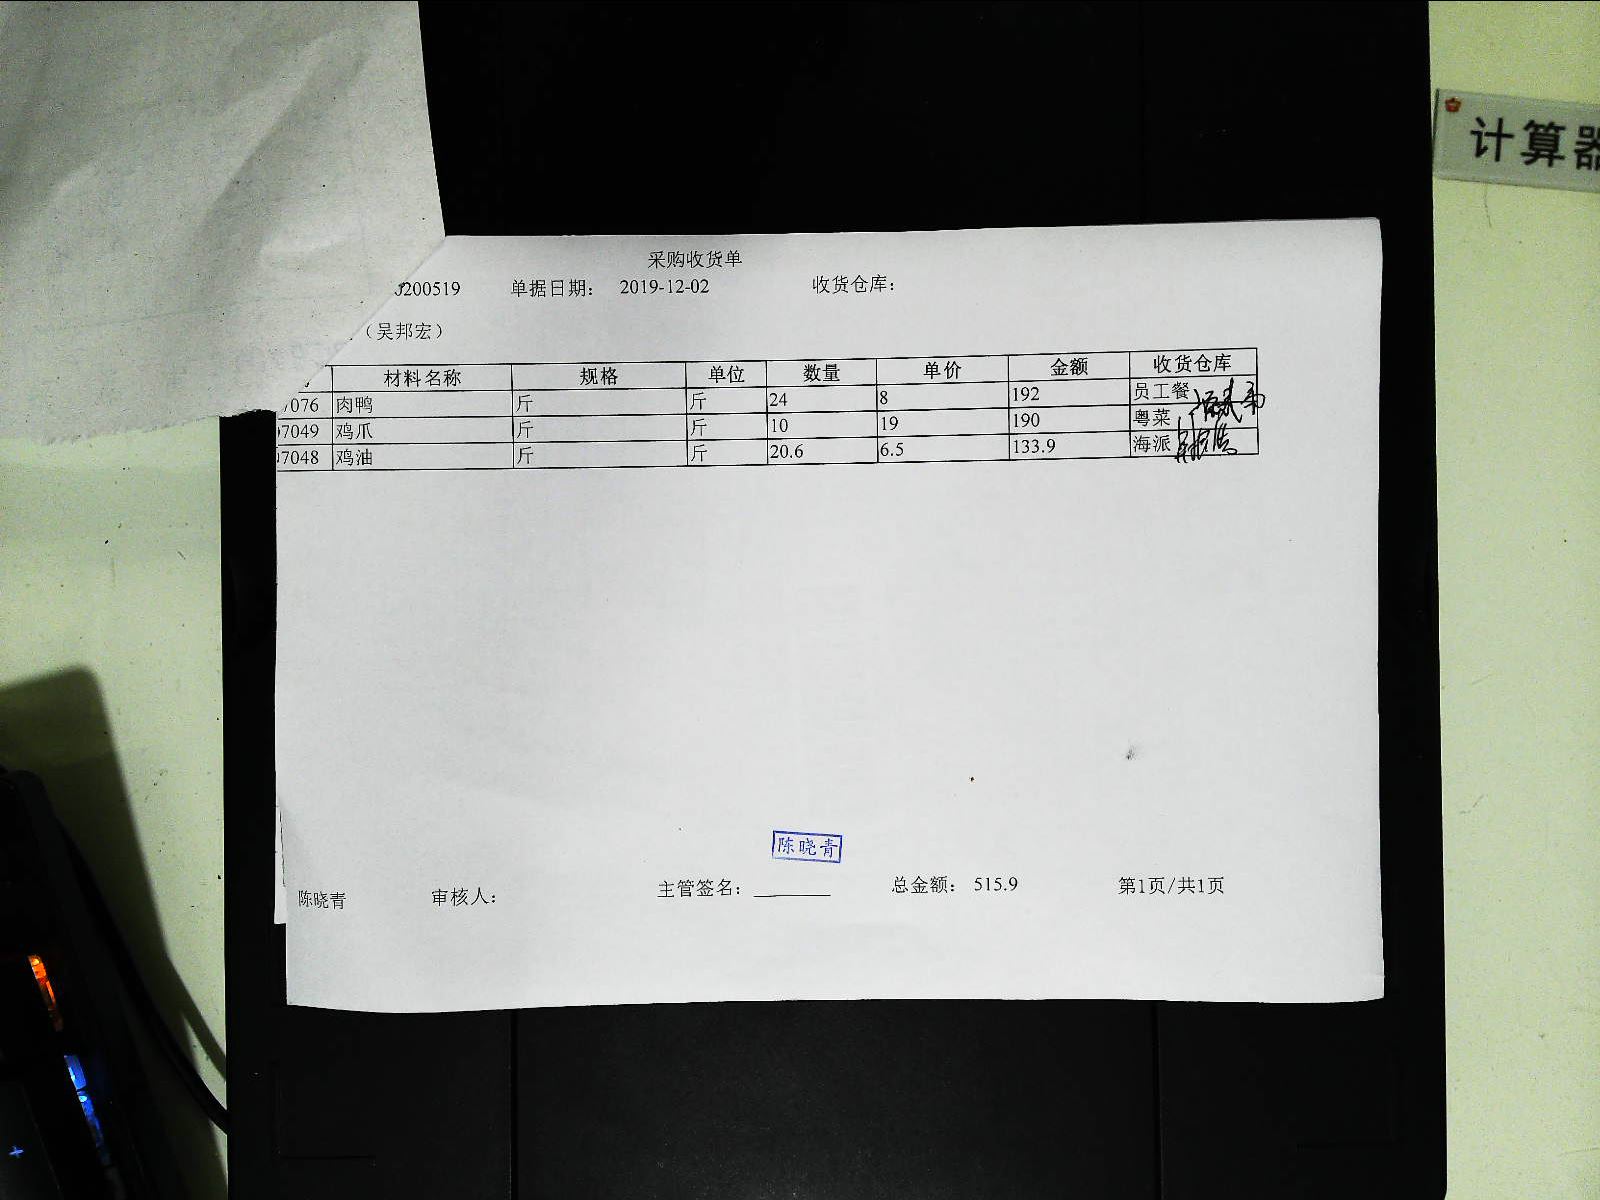 计算器
采购收货单
200519 单据日期： 2019-12-02 收货仓库：
（吴邦宏）
材料名称 规格 单位 数量 单价 金额 收货仓库
7076 肉鸭 斤 斤 24 8 192 员工餐
7049 鸡爪 斤 斤 10 19 190 粤菜
7048 鸡油 斤 斤 20.6 6.5 133.9 海派
陈晓青
陈晓青 审核人： 主管签名： 总金额： 515.9 第1页/共1页